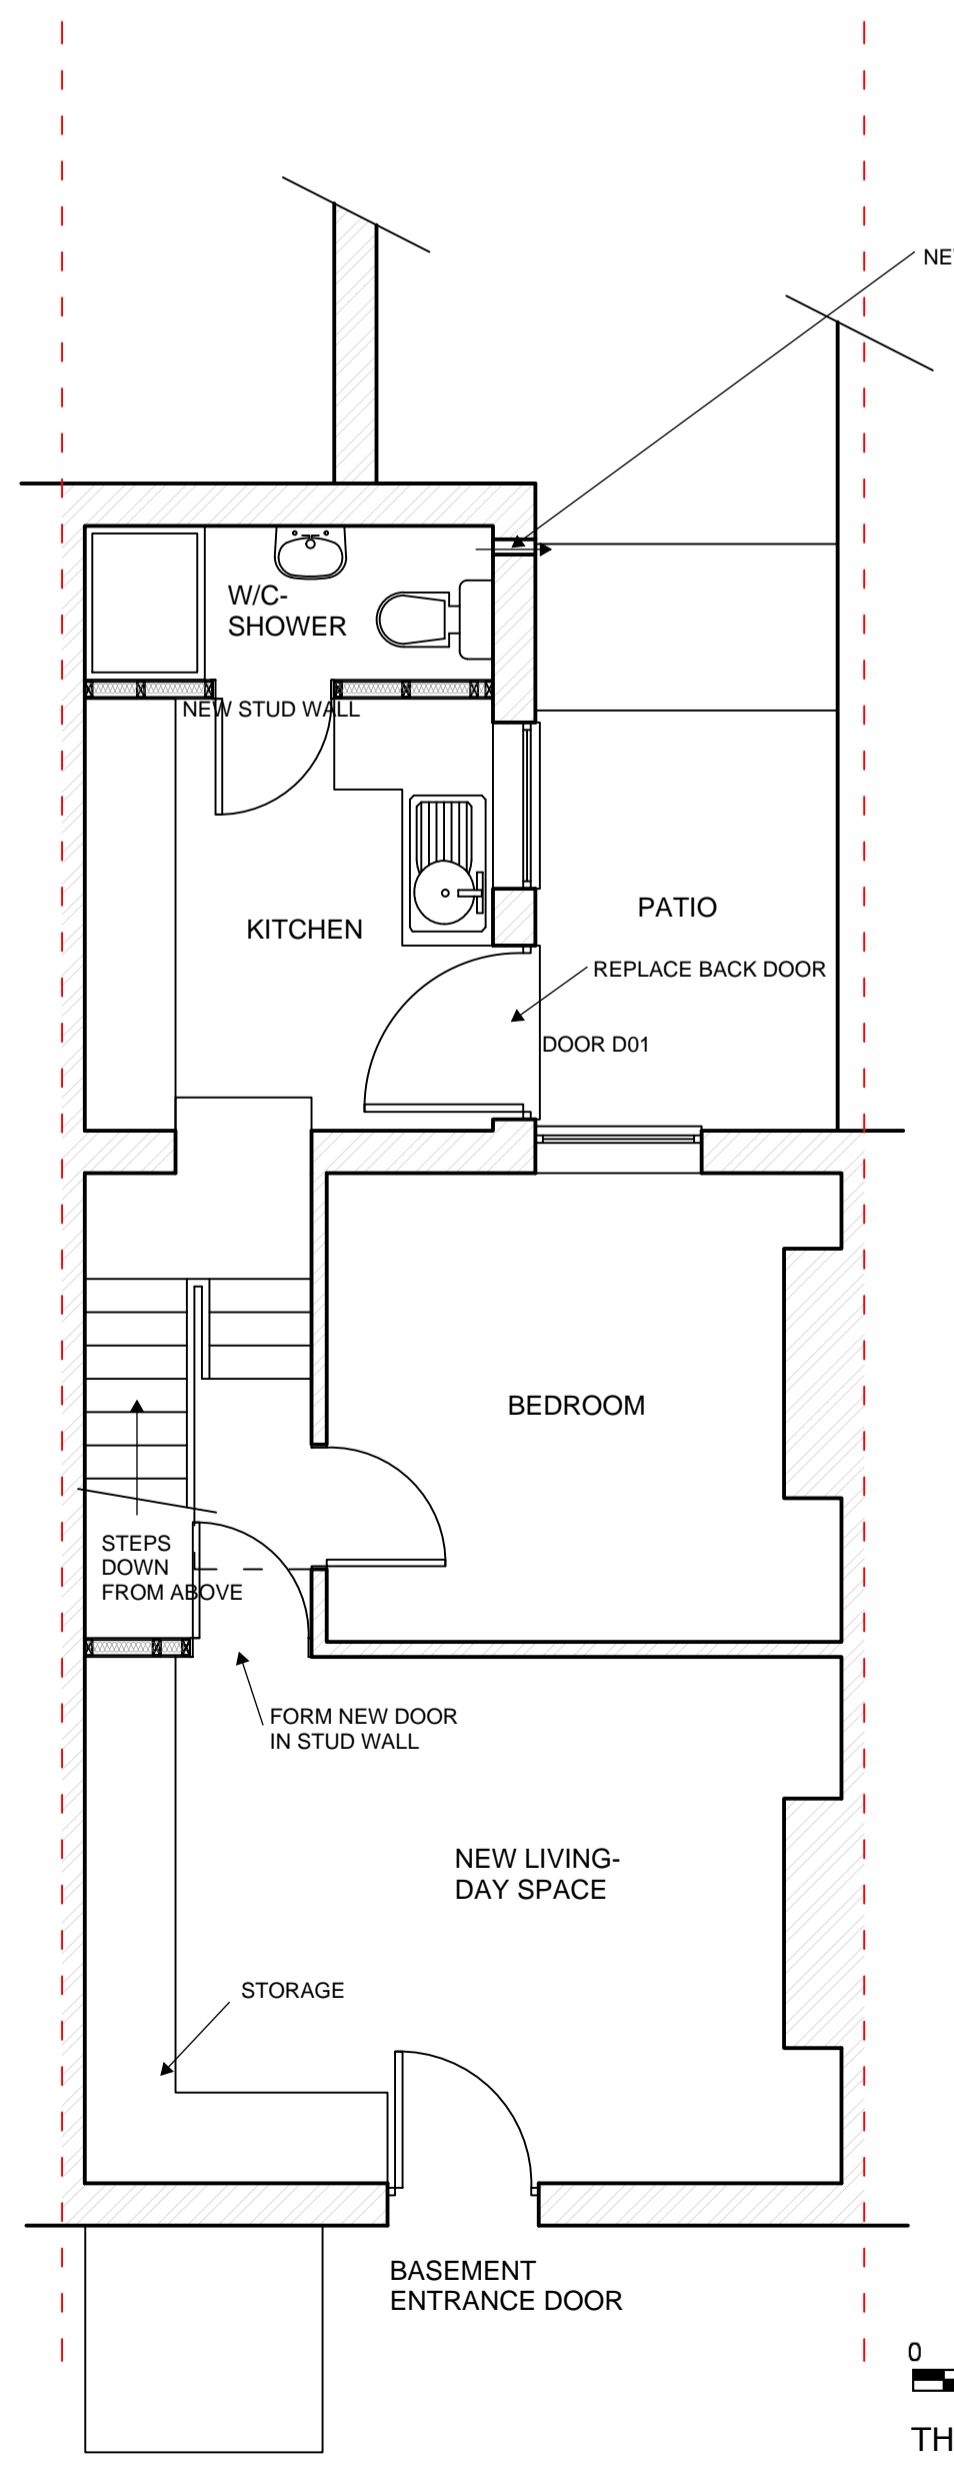 W/C-
SHOWER
NEW STUD WALL
KITCHEN
PATIO
REPLACE BACK DOOR
DOOR D01
BEDROOM
STEPS
DOWN
FROM ABOVE
FORM NEW DOOR
IN STUD WALL
NEW LIVING-
DAY SPACE
STORAGE
BASEMENT
ENTRANCE DOOR
0